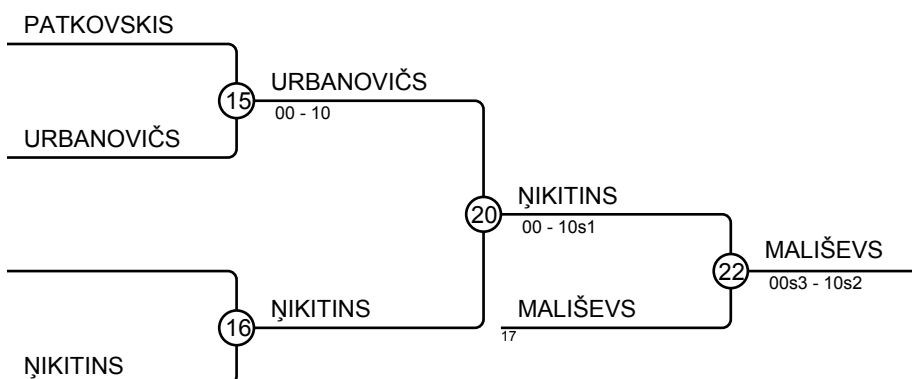 PATKOVSKIS
15
URBANOVIČS
00 - 10
URBANOVIČS
20
ŅIKITINS
00 - 10s1
22
MALIŠEVS
00s3 - 10s2
16
ŅIKITINS
MALIŠEVS
17
ŅIKITINS